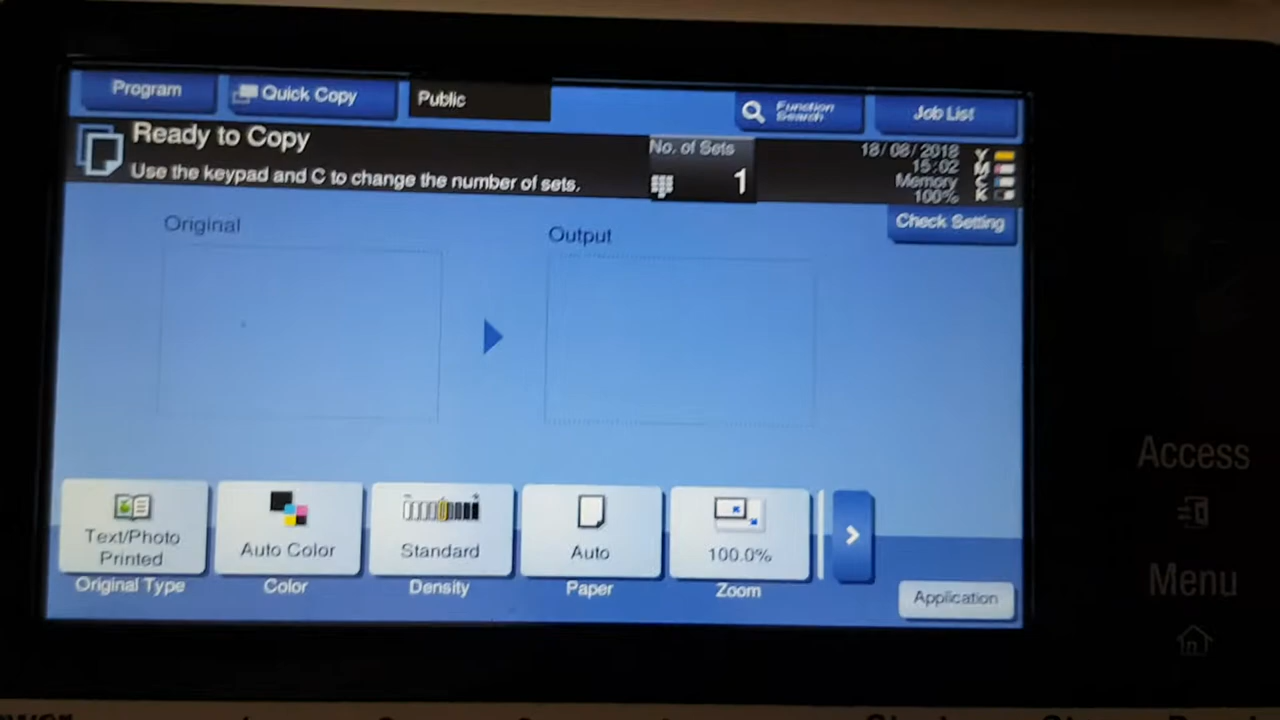 Program
Quick Copy
Public
Function
Search
Job List
Ready to Copy
Use the keypad and C to change the number of sets.
No. of Sets
1
18/08/2018
15:02
Memory
100%
Y
M
C
K
Check Setting
Original
Output
Text/Photo
Printed
Original Type
Auto Color
Color
Standard
Density
Auto
Paper
100.0%
Zoom
Application
Access
Menu